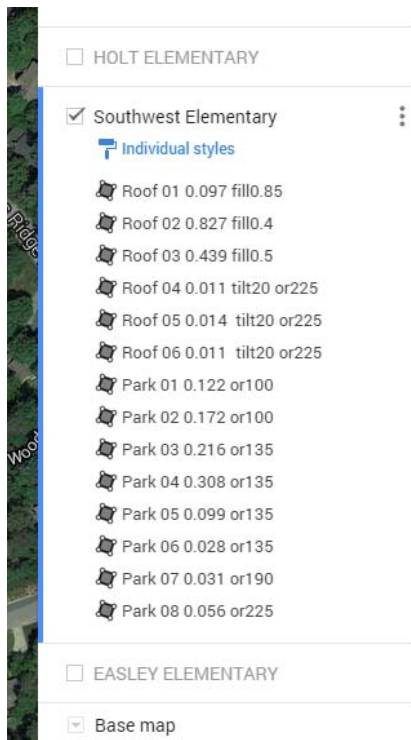 HOLT ELEMENTARY
Southwest Elementary
Individual styles
Roof 01 0.097 fill0.85
Roof 02 0.827 fill0.4
Roof 03 0.439 fill0.5
Roof 04 0.011 tilt20 or225
Roof 05 0.014  tilt20 or225
Roof 06 0.011  tilt20 or225
Park 01 0.122 or100
Park 02 0.172 or100
Park 03 0.216 or135
Park 04 0.308 or135
Park 05 0.099 or135
Park 06 0.028 or135
Park 07 0.031 or190
Park 08 0.056 or225
EASLEY ELEMENTARY
Base map
Ridge